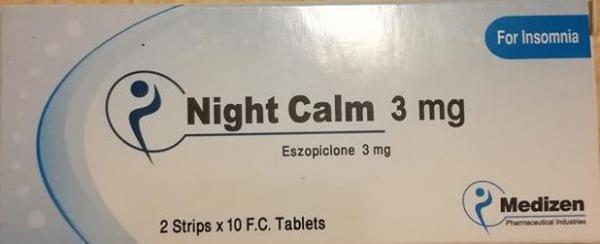 For Insomnia
Night Calm 3 mg
Eszopiclone 3 mg
2 Strips x 10 F.C. Tablets
Medizen
Pharmaceutical Industries